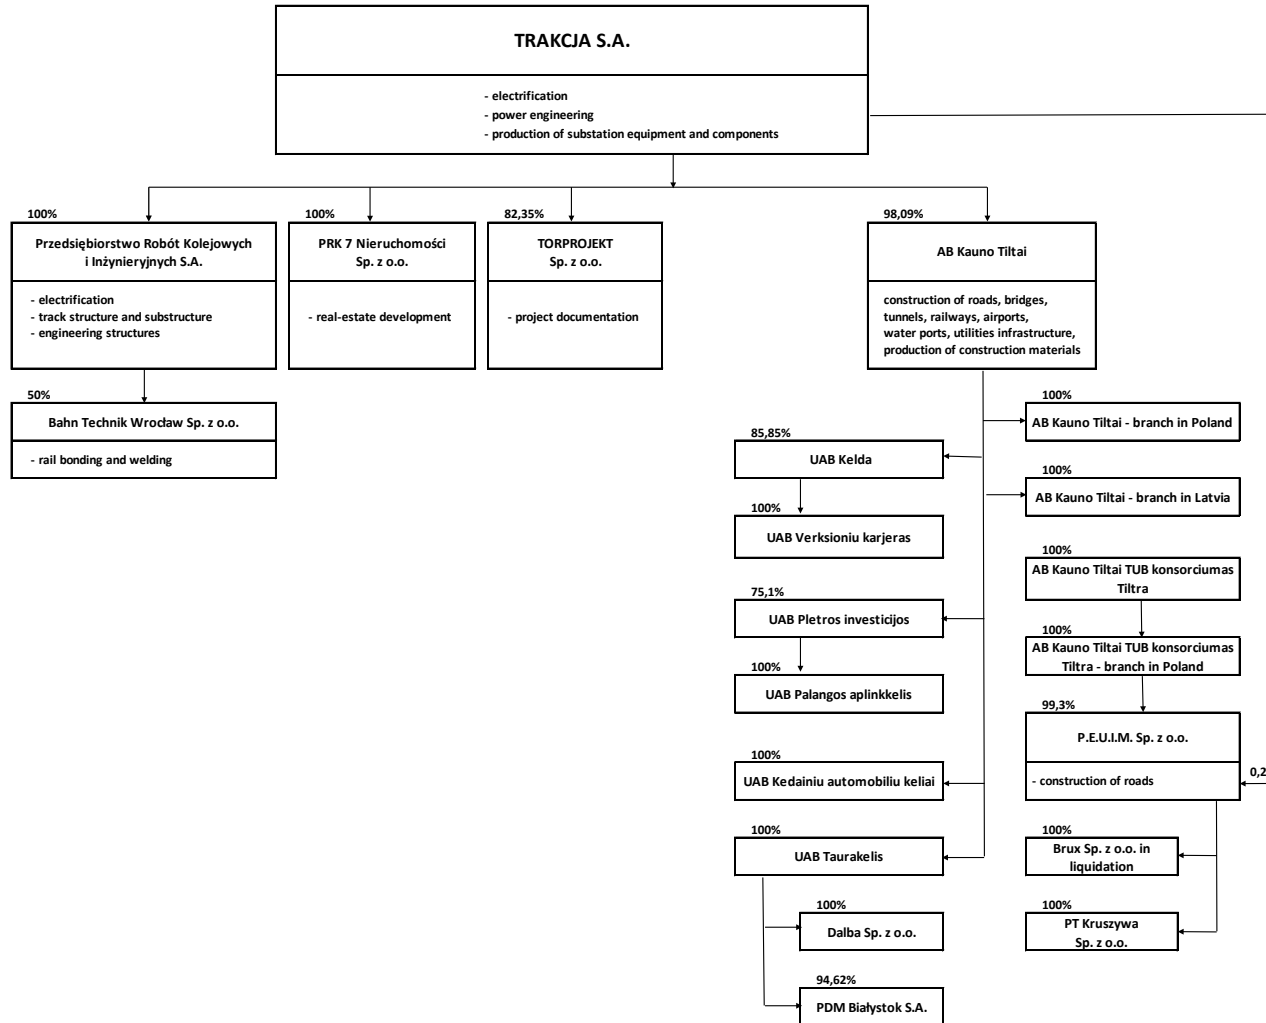 TRAKCJA S.A.
- electrification
- power engineering
- production of substation equipment and components
100%
Przedsiębiorstwo Robót Kolejowych
i Inżynieryjnych S.A.
- electrification
- track structure and substructure
- engineering structures
100%
PRK 7 Nieruchomości
Sp. z o.o.
- real-estate development
82,35%
TORPROJEKT
Sp. z o.o.
- project documentation
98,09%
AB Kauno Tiltai
construction of roads, bridges,
tunnels, railways, airports,
water ports, utilities infrastructure,
production of construction materials
50%
Bahn Technik Wrocław Sp. z o.o.
- rail bonding and welding
85,85%
UAB Kelda
100%
UAB Verksioniu karjeras
75,1%
UAB Pletros investicijos
100%
UAB Palangos aplinkkelis
100%
UAB Kedainiu automobiliu keliai
100%
UAB Taurakelis
100%
Dalba Sp. z o.o.
94,62%
PDM Białystok S.A.
100%
AB Kauno Tiltai - branch in Poland
100%
AB Kauno Tiltai - branch in Latvia
100%
AB Kauno Tiltai TUB konsorciumas
Tiltra
100%
AB Kauno Tiltai TUB konsorciumas
Tiltra - branch in Poland
99,3%
P.E.U.I.M. Sp. z o.o.
- construction of roads
0,2
100%
Brux Sp. z o.o. in
liquidation
100%
PT Kruszywa
Sp. z o.o.